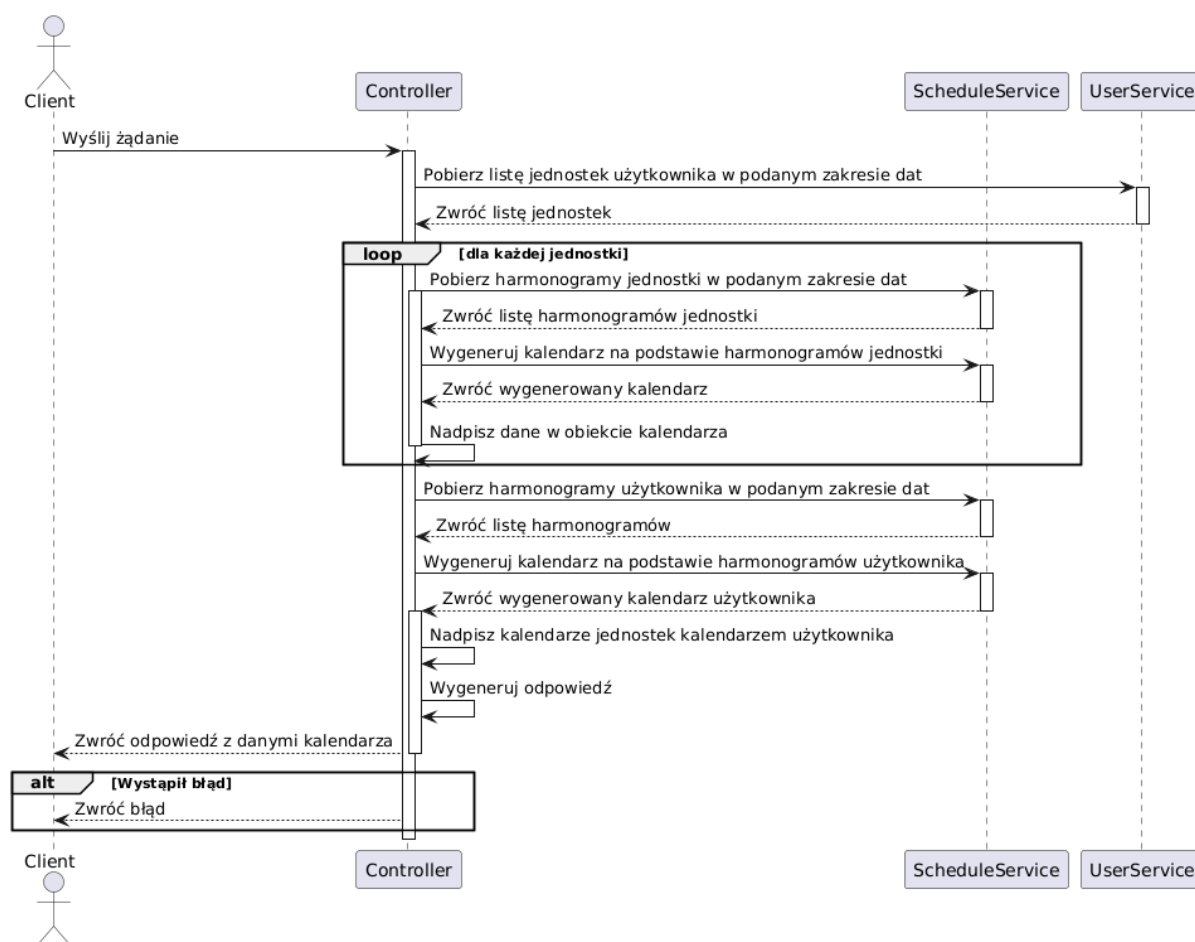 Client
Controller
ScheduleService
UserService
Wyślij żądanie
Pobierz listę jednostek użytkownika w podanym zakresie dat
Zwróć listę jednostek
loop
[dla każdej jednostki]
Pobierz harmonogramy jednostki w podanym zakresie dat
Zwróć listę harmonogramów jednostki
Wygeneruj kalendarz na podstawie harmonogramów jednostki
Zwróć wygenerowany kalendarz
Nadpisz dane w obiekcie kalendarza
Pobierz harmonogramy użytkownika w podanym zakresie dat
Zwróć listę harmonogramów
Wygeneruj kalendarz na podstawie harmonogramów użytkownika
Zwróć wygenerowany kalendarz użytkownika
Nadpisz kalendarze jednostek kalendarzem użytkownika
Wygeneruj odpowiedź
Zwróć odpowiedź z danymi kalendarza
alt
[Wystąpił błąd]
Zwróć błąd
Client
Controller
ScheduleService
UserService